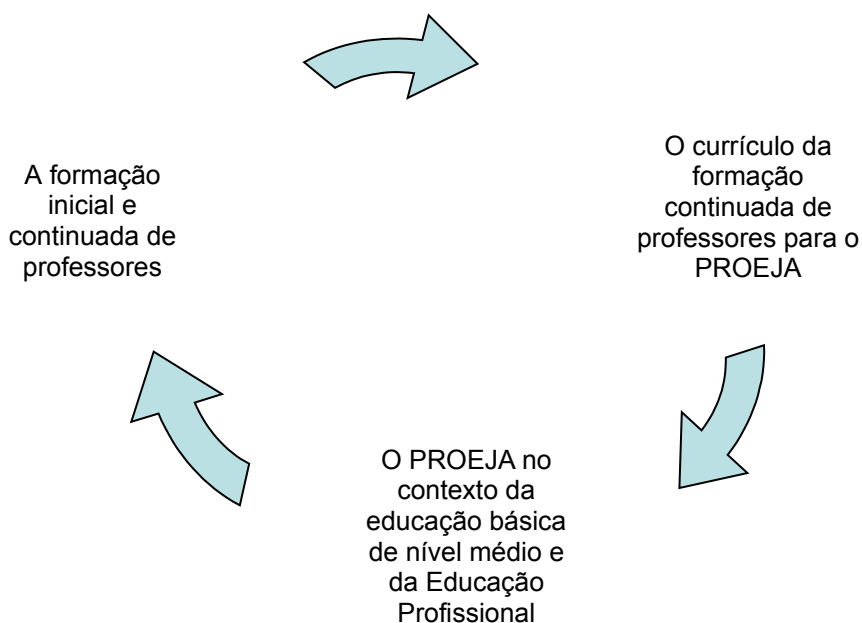 A formação
inicial e
continuada de
professores
O currículo da
formação
continuada de
professores para o
PROEJA
O PROEJA no
contexto da
educação básica
de nível médio e
da Educação
Profissional